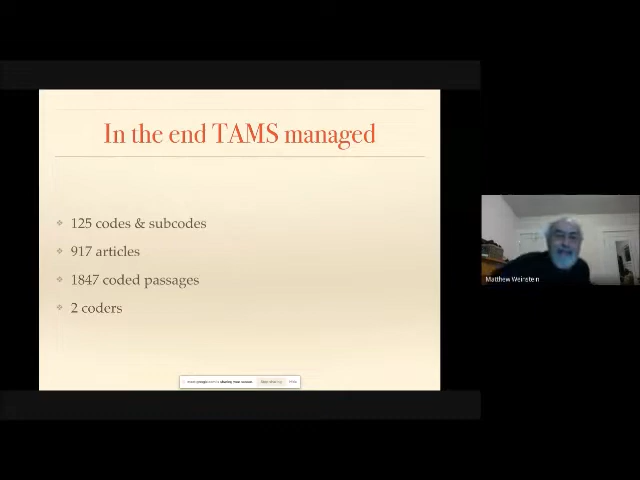 In the end TAMS managed
125 codes & subcodes
917 articles
1847 coded passages
2 coders
Matthew Weinstein